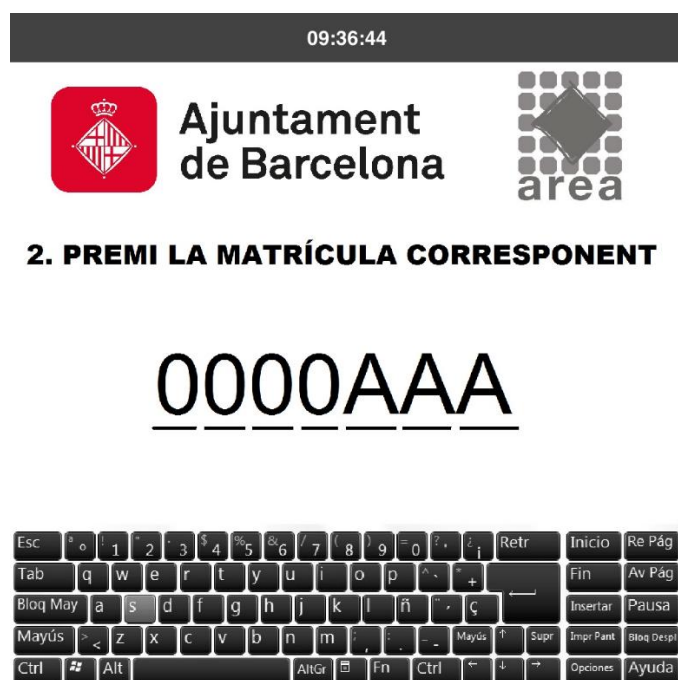 09:36:44
Ajuntament
de Barcelona
area
2. PREMI LA MATRÍCULA CORRESPONENT
0000AAA
Esc ª º ! 1 " 2 · 3 $ 4 % 5 & 6 / 7 ( 8 ) 9 = 0 ? ' ¿ ¡ Retr Inicio Re Pág
Tab q w e r t y u i o p ^ ` * + Fin Av Pág
Bloq May a s d f g h j k l ñ ¨ ´ ç Insertar Pausa
Mayús > < z x c v b n m ; , : . _ - Mayús ↑ Supr Impr Pant Bloq Despl
Ctrl Alt AltGr Fn Ctrl ← ↓ → Opciones Ayuda